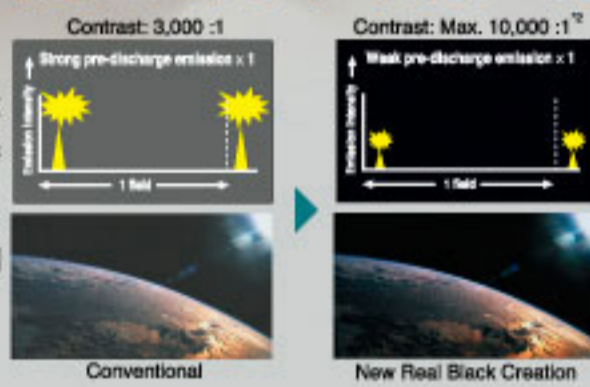 Contrast: 3,000 :1
Strong pre-discharge emission x 1
Emission Intensity
1 field
Conventional
Contrast: Max. 10,000 :1*2
Weak pre-discharge emission x 1
Emission Intensity
1 field
New Real Black Creation